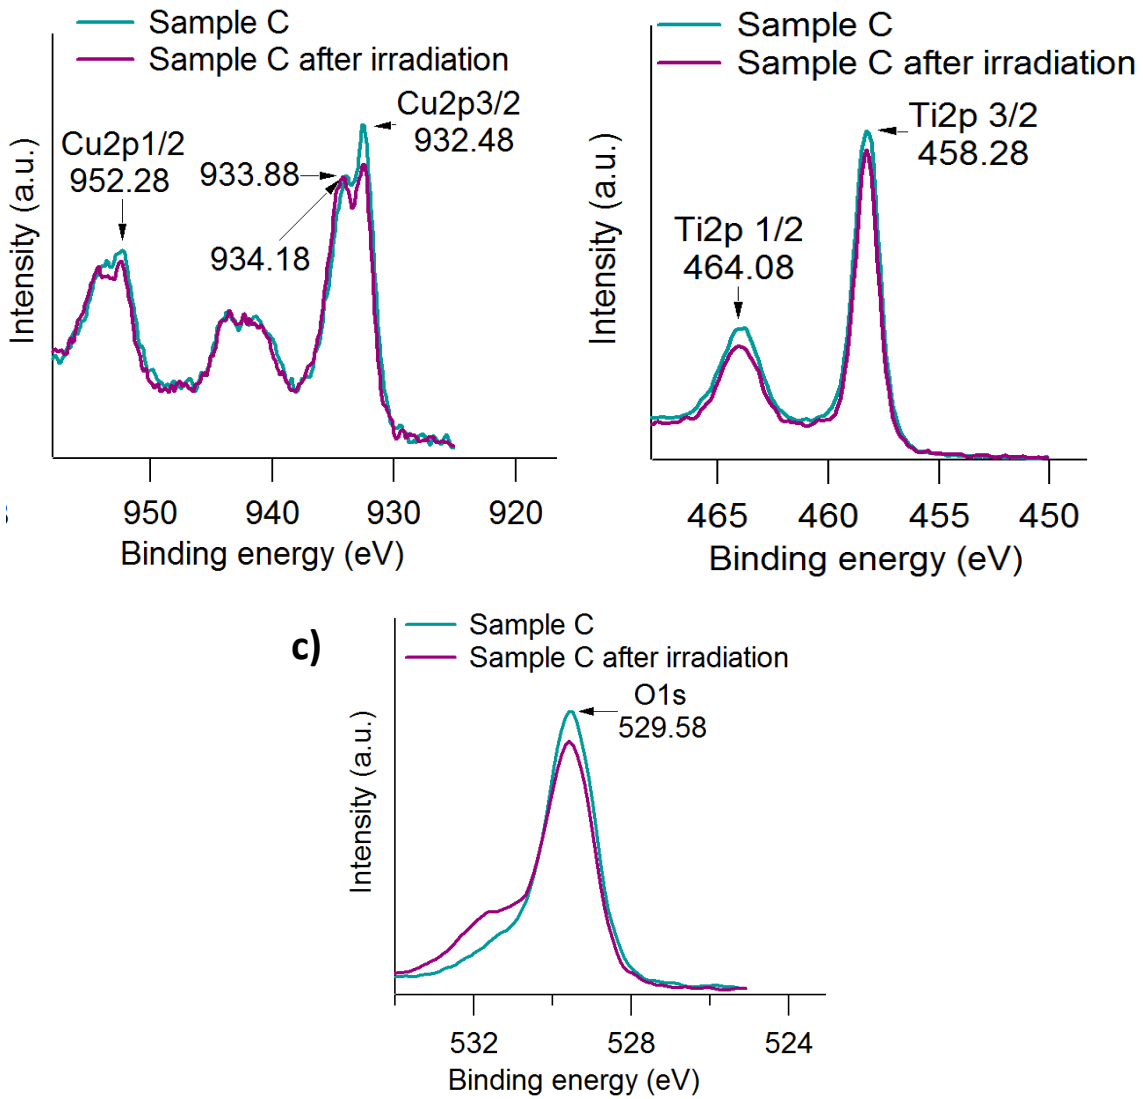 Sample C
Sample C after irradiation
Cu2p3/2
932.48
Cu2p1/2
952.28
933.88
934.18
Intensity (a.u.)
950
940
930
920
Binding energy (eV)
Sample C
Sample C after irradiation
Ti2p 3/2
458.28
Ti2p 1/2
464.08
Intensity (a.u.)
465
460
455
450
Binding energy (eV)
c)
Sample C
Sample C after irradiation
O1s
529.58
Intensity (a.u.)
532
528
524
Binding energy (eV)